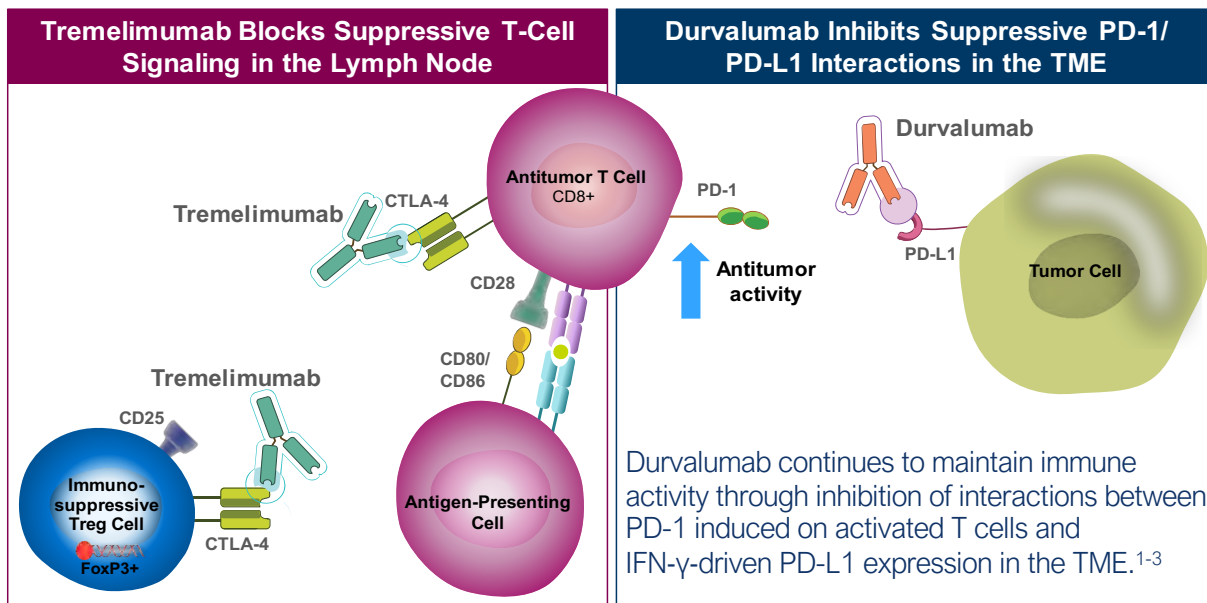 Tremelimumab Blocks Suppressive T-Cell
Signaling in the Lymph Node
Durvalumab Inhibits Suppressive PD-1/
PD-L1 Interactions in the TME
Antitumor T Cell
CD8+
CTLA-4
Tremelimumab
CD28
CD80/
CD86
Tremelimumab
CD25
Immuno-
suppressive
Treg Cell
FoxP3+
CTLA-4
Antigen-Presenting
Cell
Durvalumab
PD-1
PD-L1
Antitumor
activity
Tumor Cell
Durvalumab continues to maintain immune
activity through inhibition of interactions between
PD-1 induced on activated T cells and
IFN-γ-driven PD-L1 expression in the TME.1-3